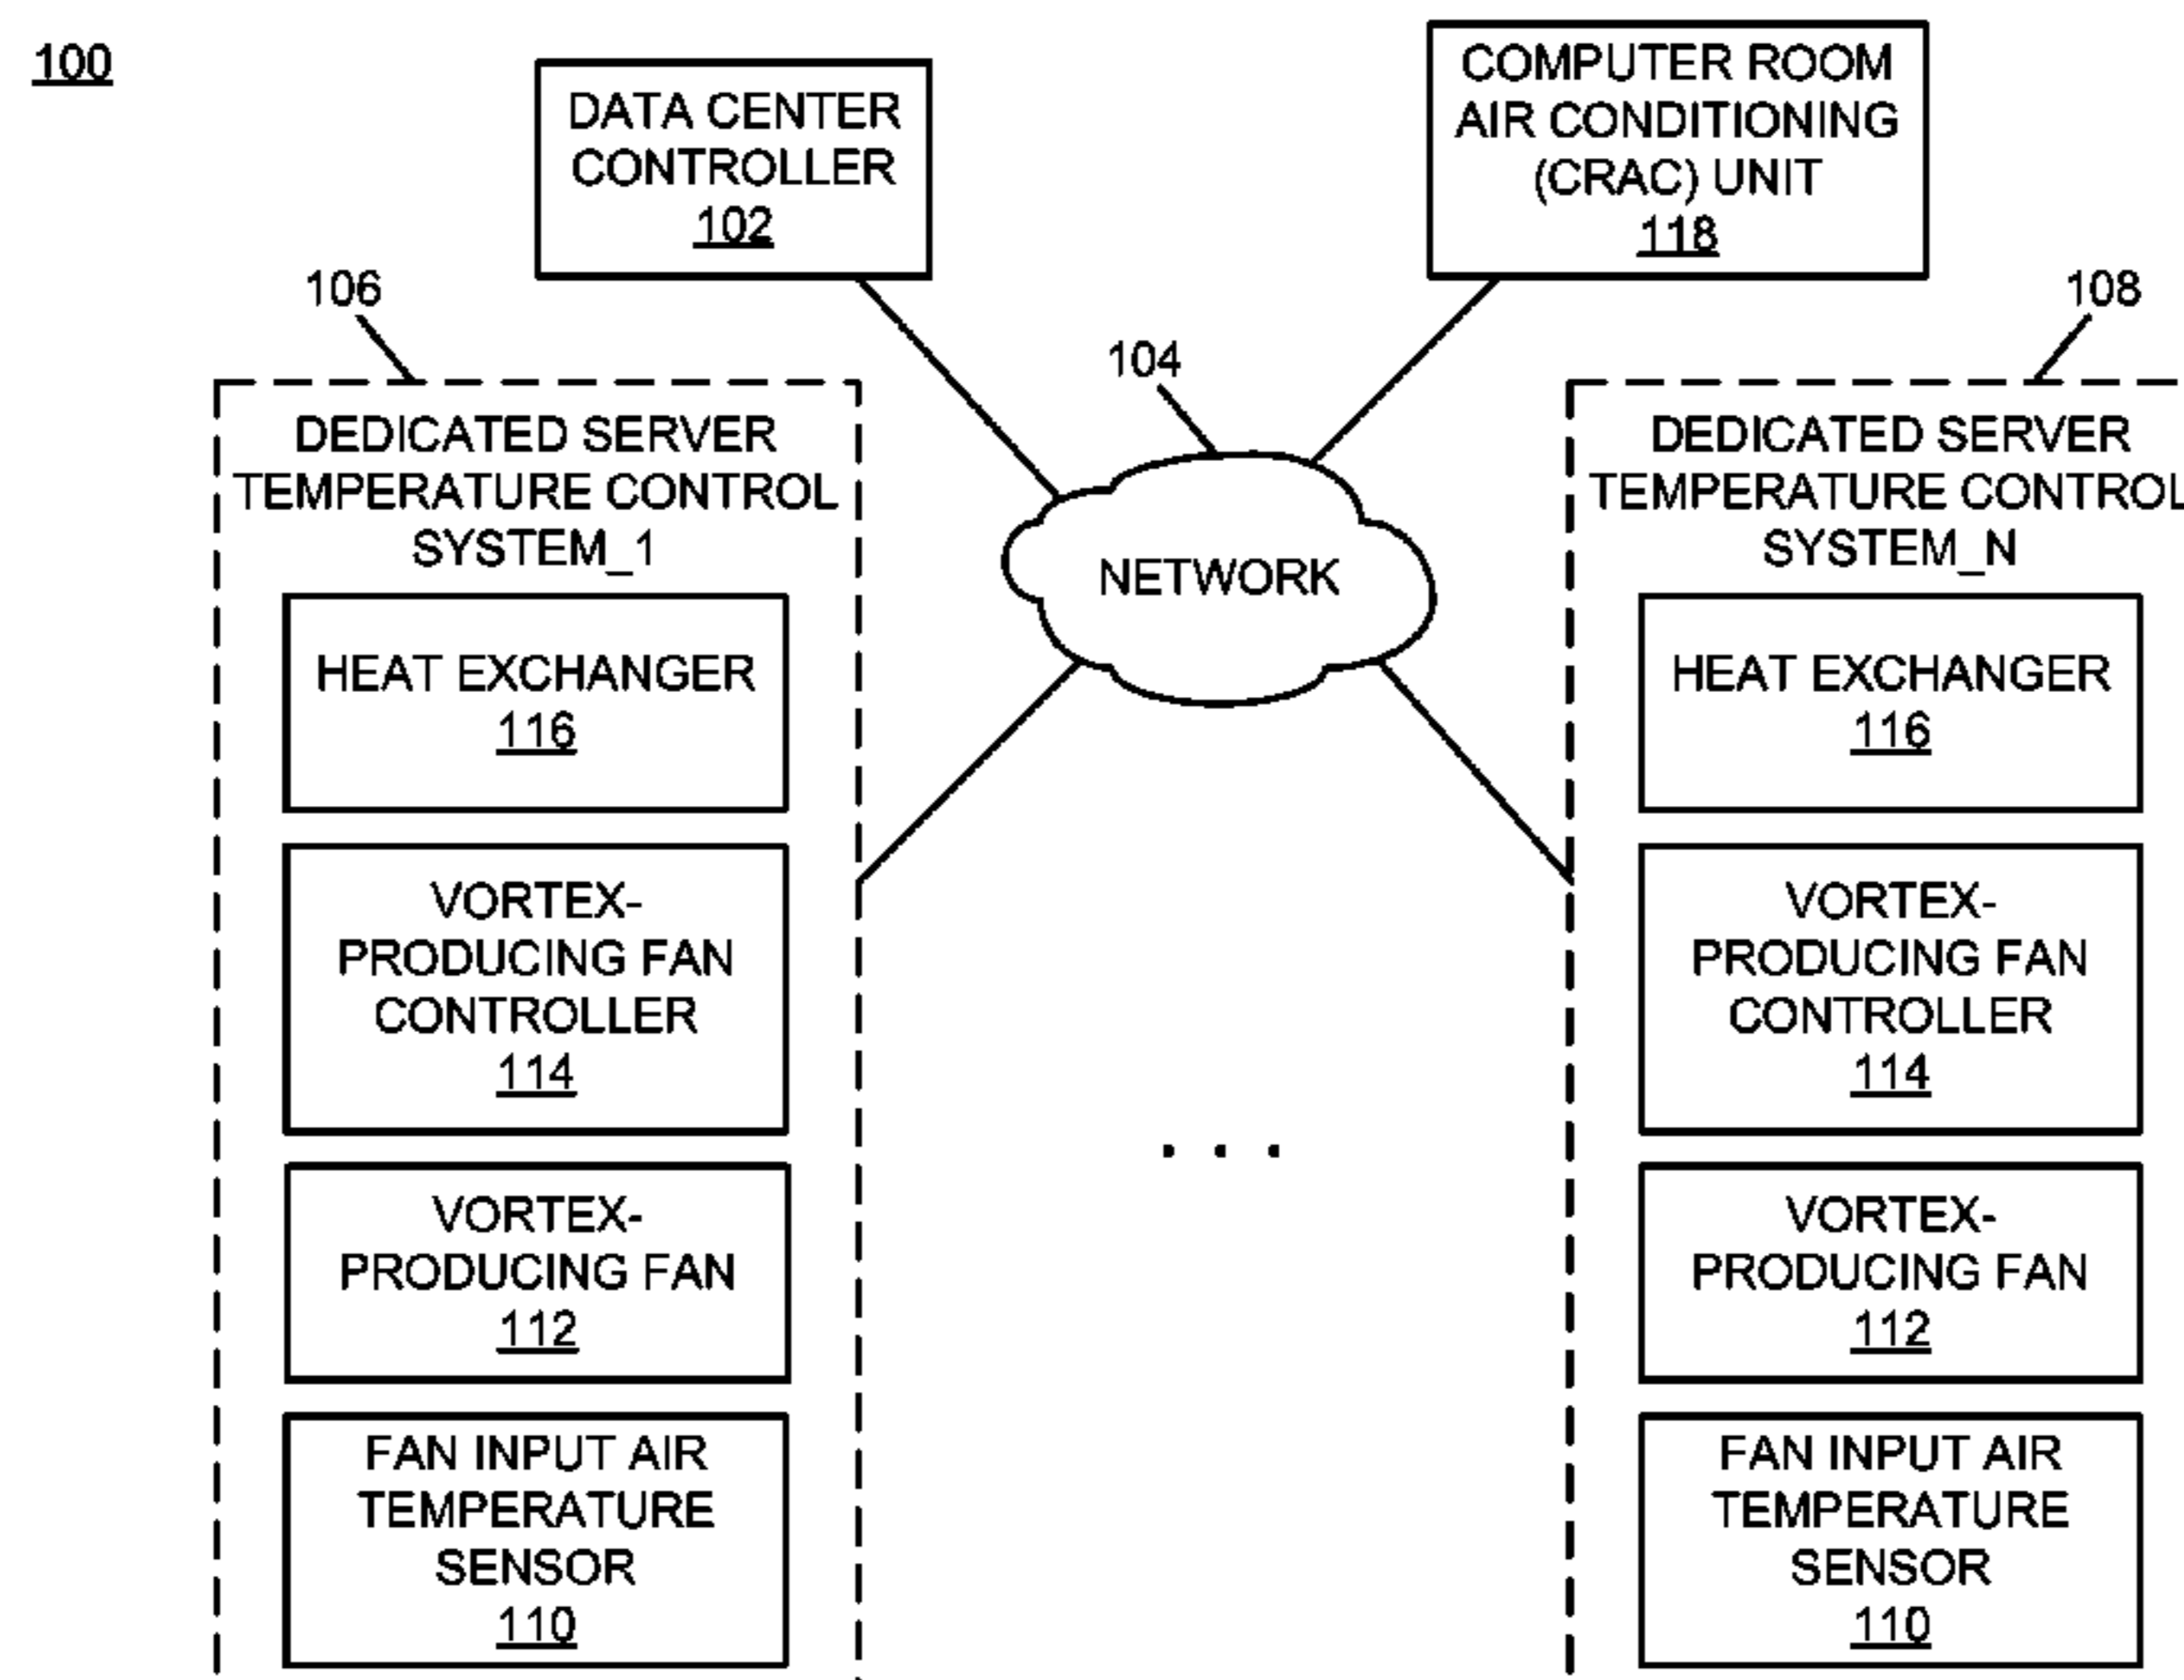 100
DATA CENTER
CONTROLLER
102
COMPUTER ROOM
AIR CONDITIONING
(CRAC) UNIT
118
106
104
108
DEDICATED SERVER
TEMPERATURE CONTROL
SYSTEM_1
HEAT EXCHANGER
116
VORTEX-
PRODUCING FAN
CONTROLLER
114
VORTEX-
PRODUCING FAN
112
FAN INPUT AIR
TEMPERATURE
SENSOR
110
NETWORK
. . .
DEDICATED SERVER
TEMPERATURE CONTROL
SYSTEM_N
HEAT EXCHANGER
116
VORTEX-
PRODUCING FAN
CONTROLLER
114
VORTEX-
PRODUCING FAN
112
FAN INPUT AIR
TEMPERATURE
SENSOR
110